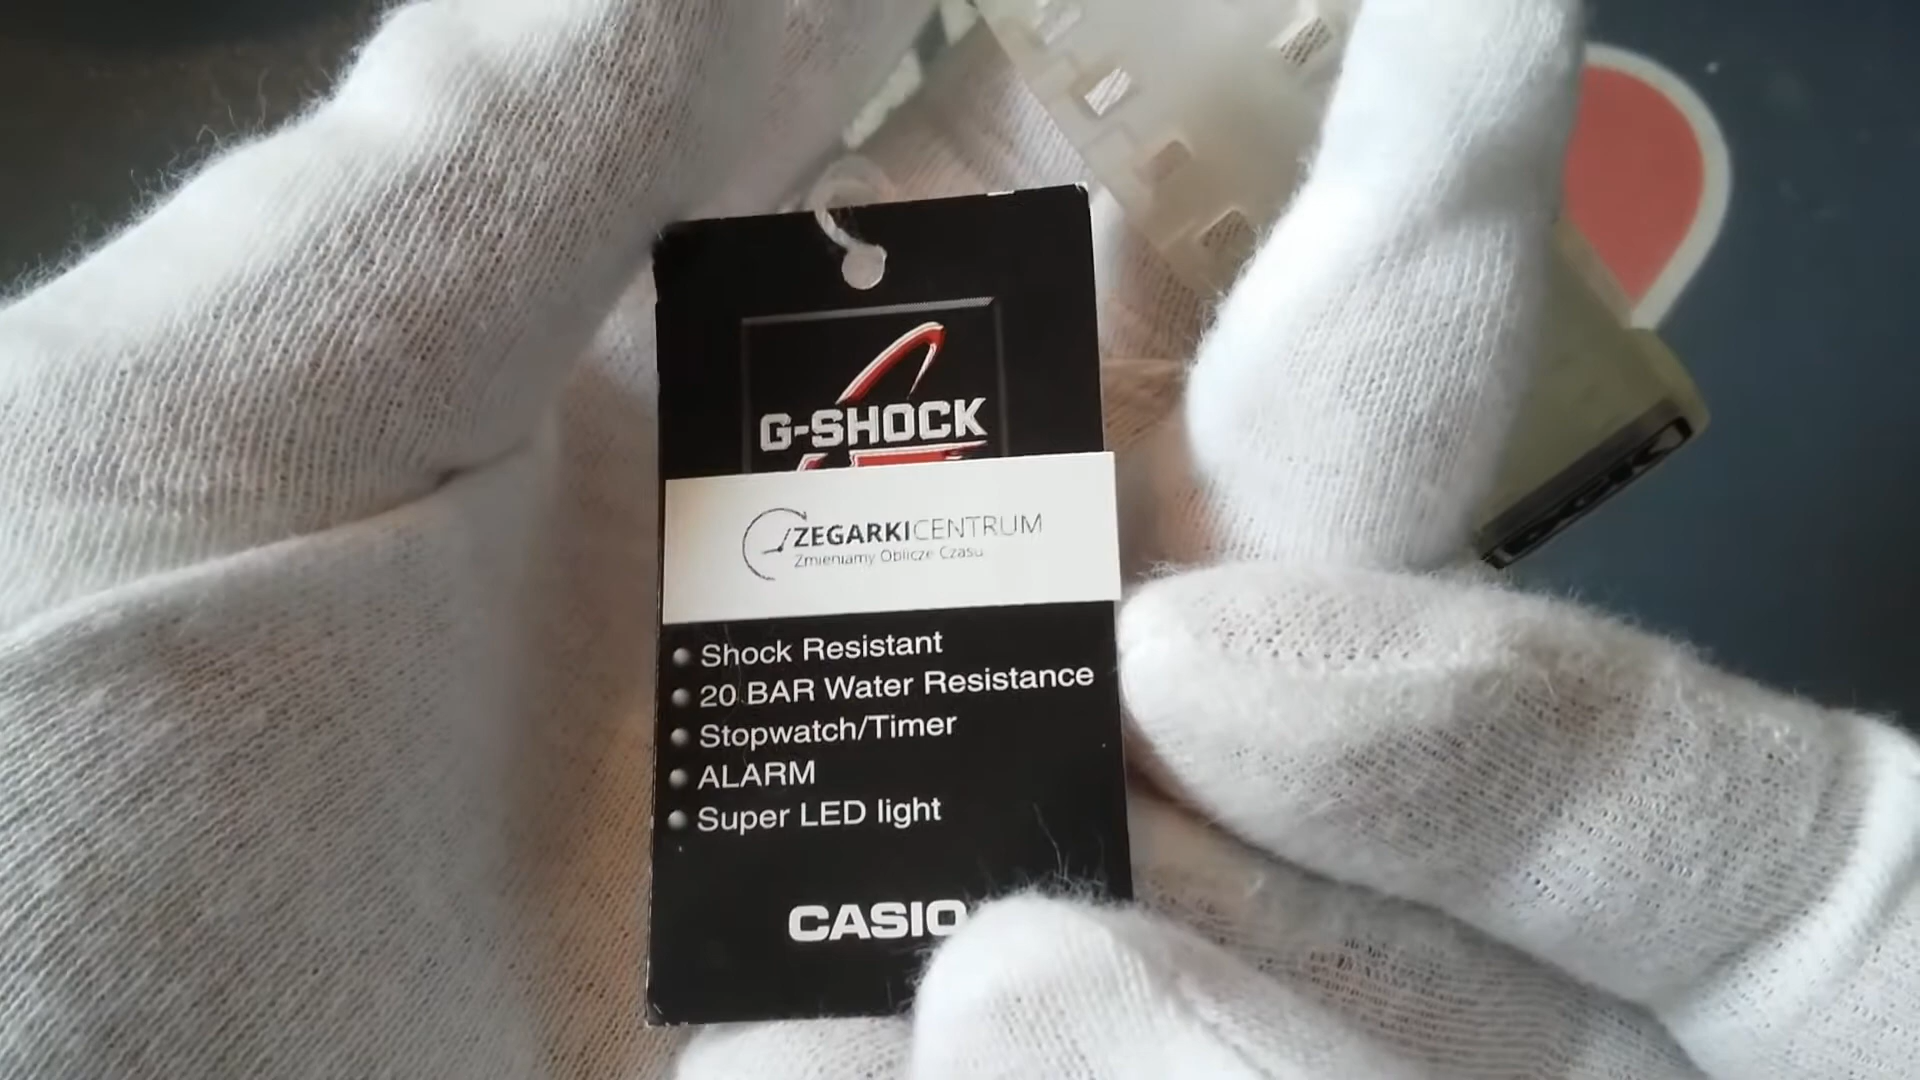 G-SHOCK
ZEGARKICENTRUM
Zmieniamy Oblicze Czasu
Shock Resistant
20 BAR Water Resistance
Stopwatch/Timer
ALARM
Super LED light
CASIO